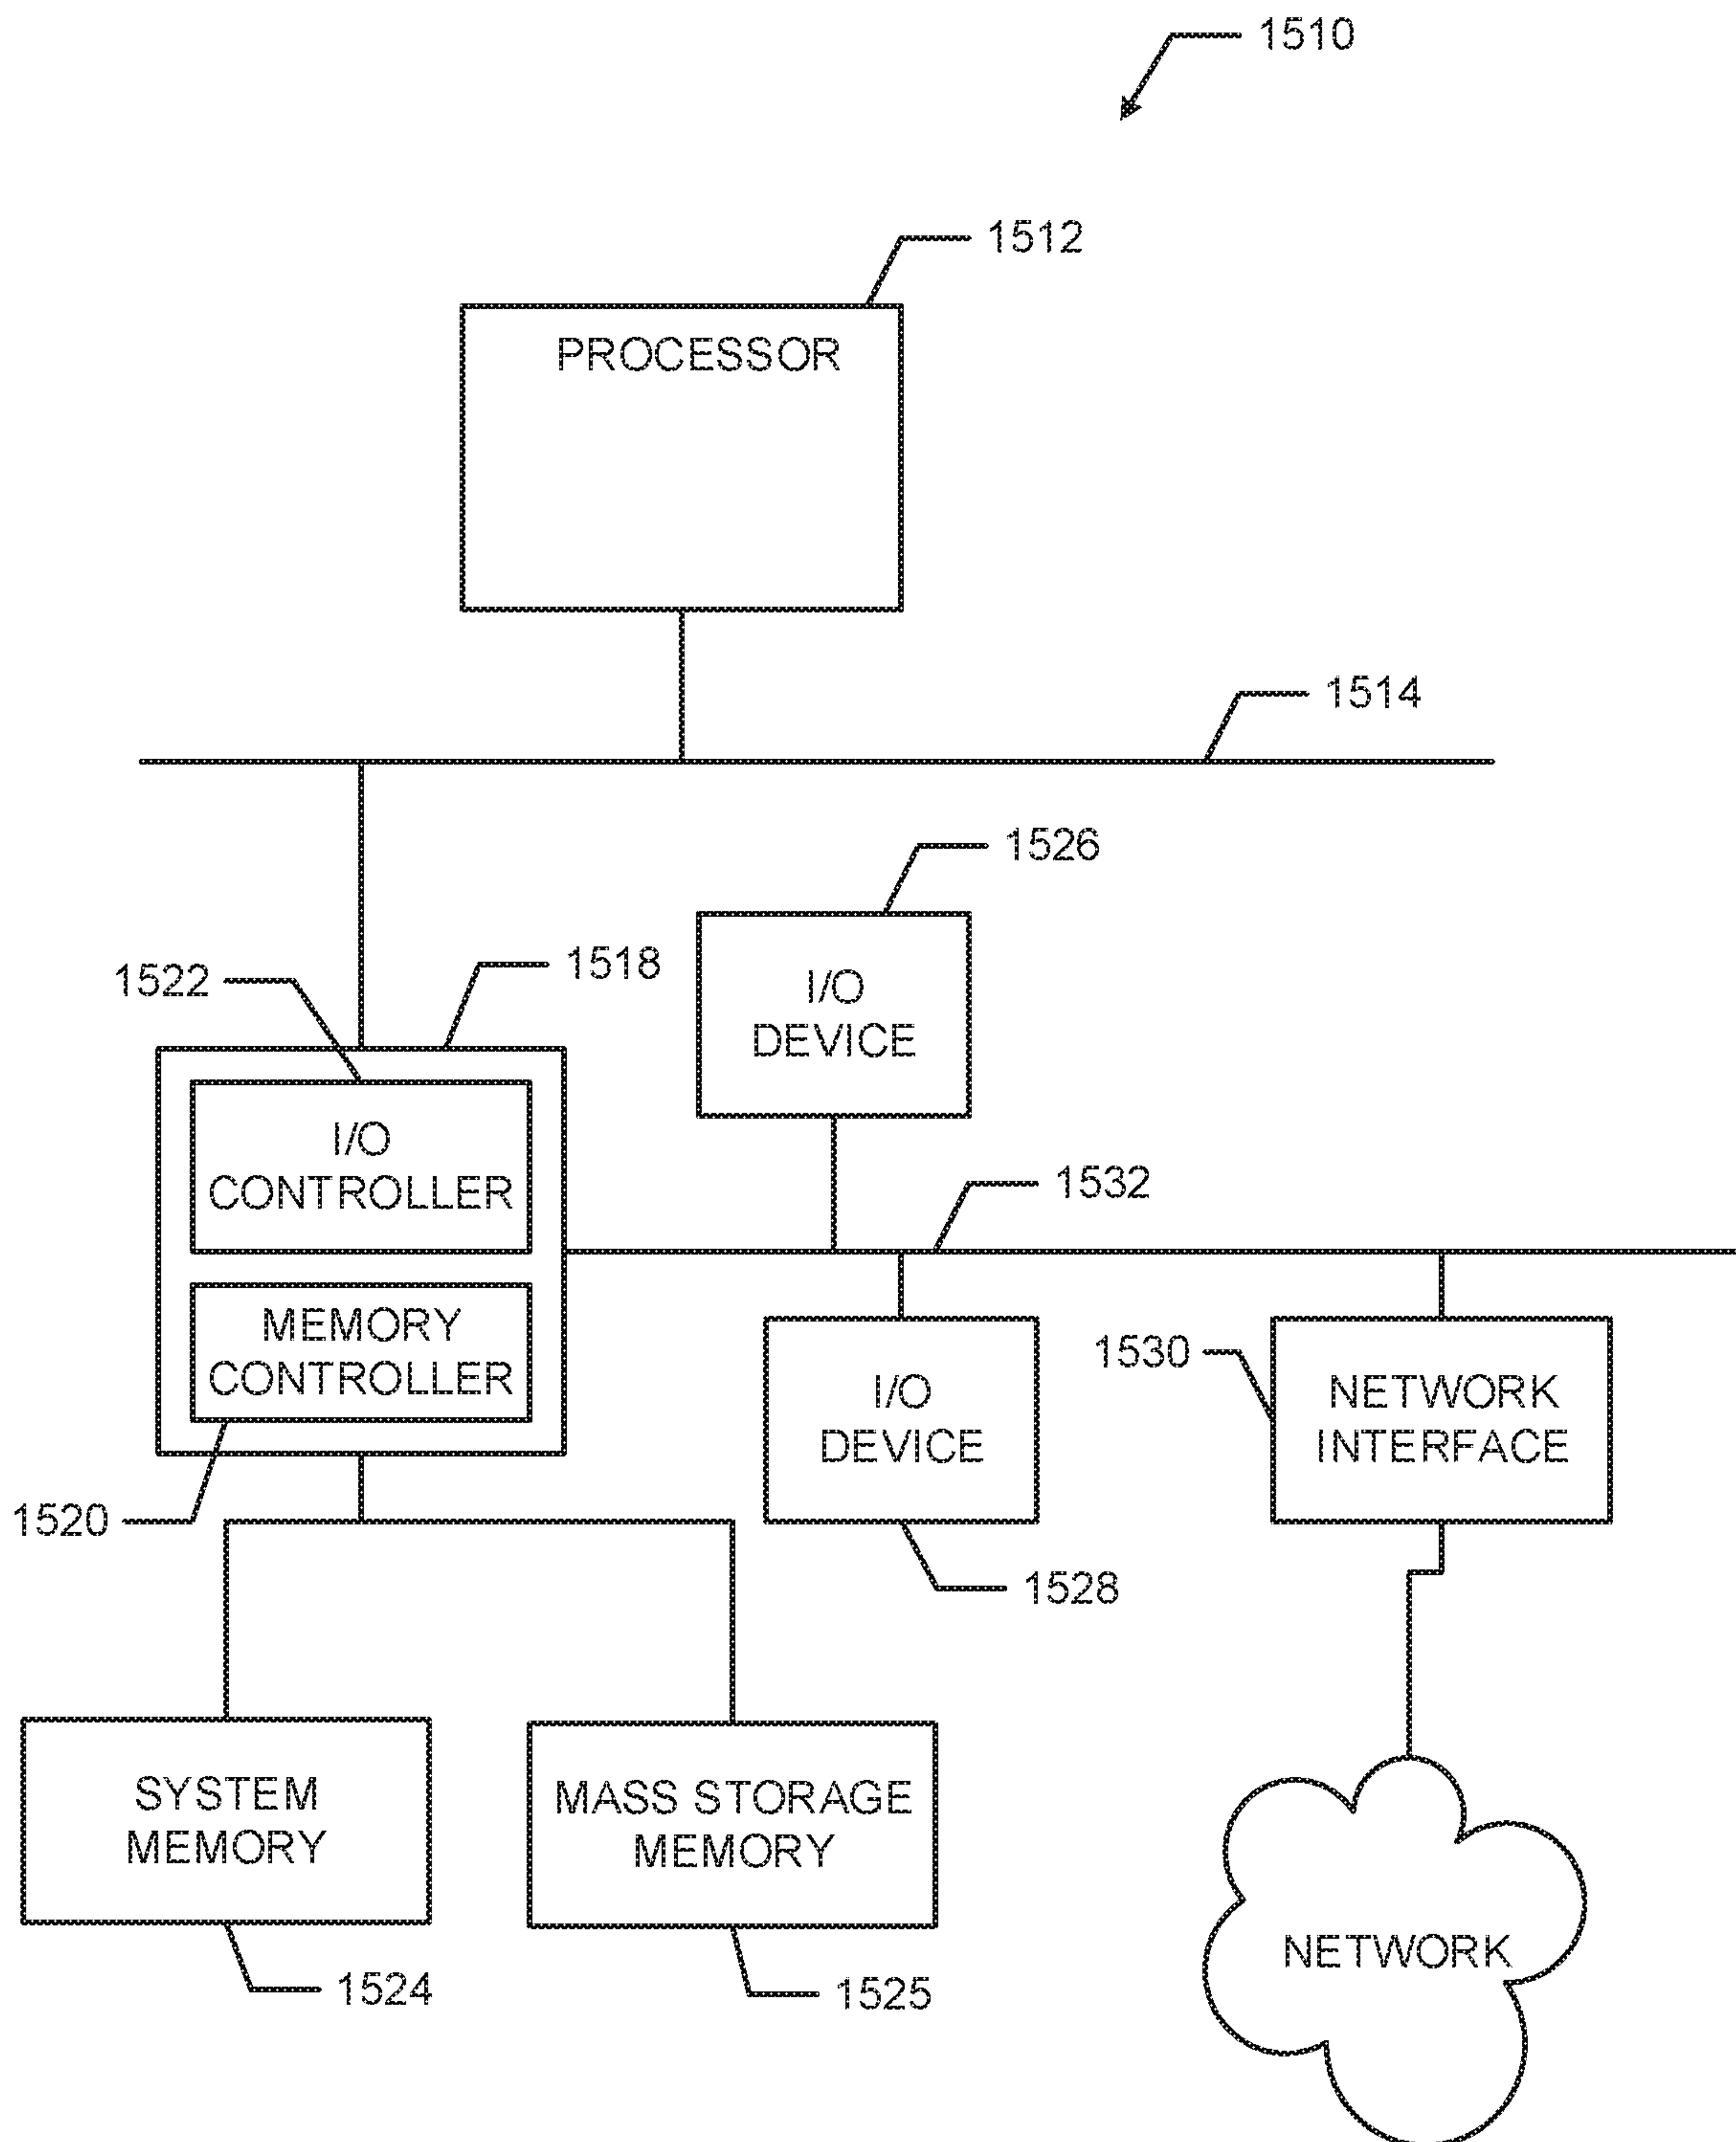 1510
1512
PROCESSOR
1514
1526
1522
1518
I/O
DEVICE
I/O
CONTROLLER
1532
MEMORY
CONTROLLER
1530
I/O
DEVICE
NETWORK
INTERFACE
1520
1528
SYSTEM
MEMORY
MASS STORAGE
MEMORY
NETWORK
1524
1525